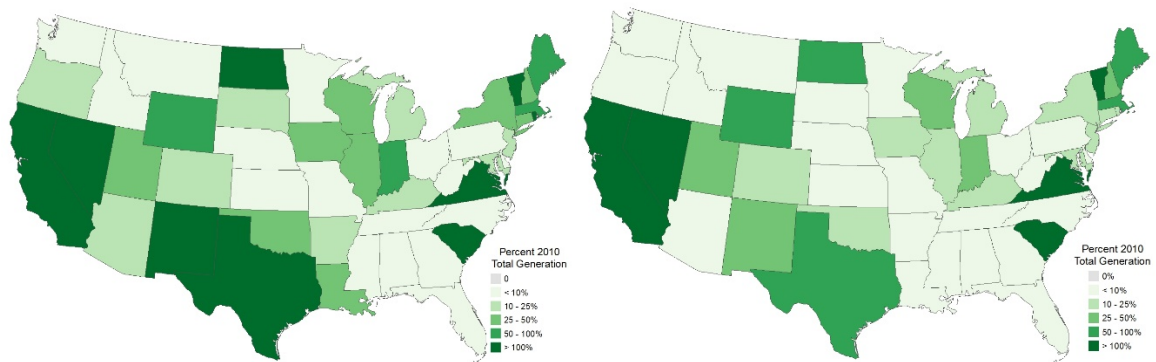 Percent 2010
Total Generation
0
< 10%
10 - 25%
25 - 50%
50 - 100%
> 100%
Percent 2010
Total Generation
0%
< 10%
10 - 25%
25 - 50%
50 - 100%
> 100%